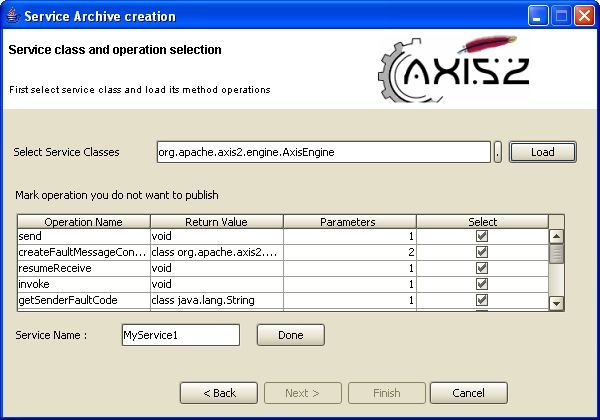 Service Archive creation
Service class and operation selection
First select service class and load its method operations
AXIS2
Select Service Classes org.apache.axis2.engine.AxisEngine . Load
Mark operation you do not want to publish
Operation Name Return Value Parameters Select
send void 1
createFaultMessageCon... class org.apache.axis2.... 2
resumeReceive void 1
invoke void 1
getSenderFaultCode class java.lang.String 1
Service Name : MyService1 Done
< Back Next > Finish Cancel